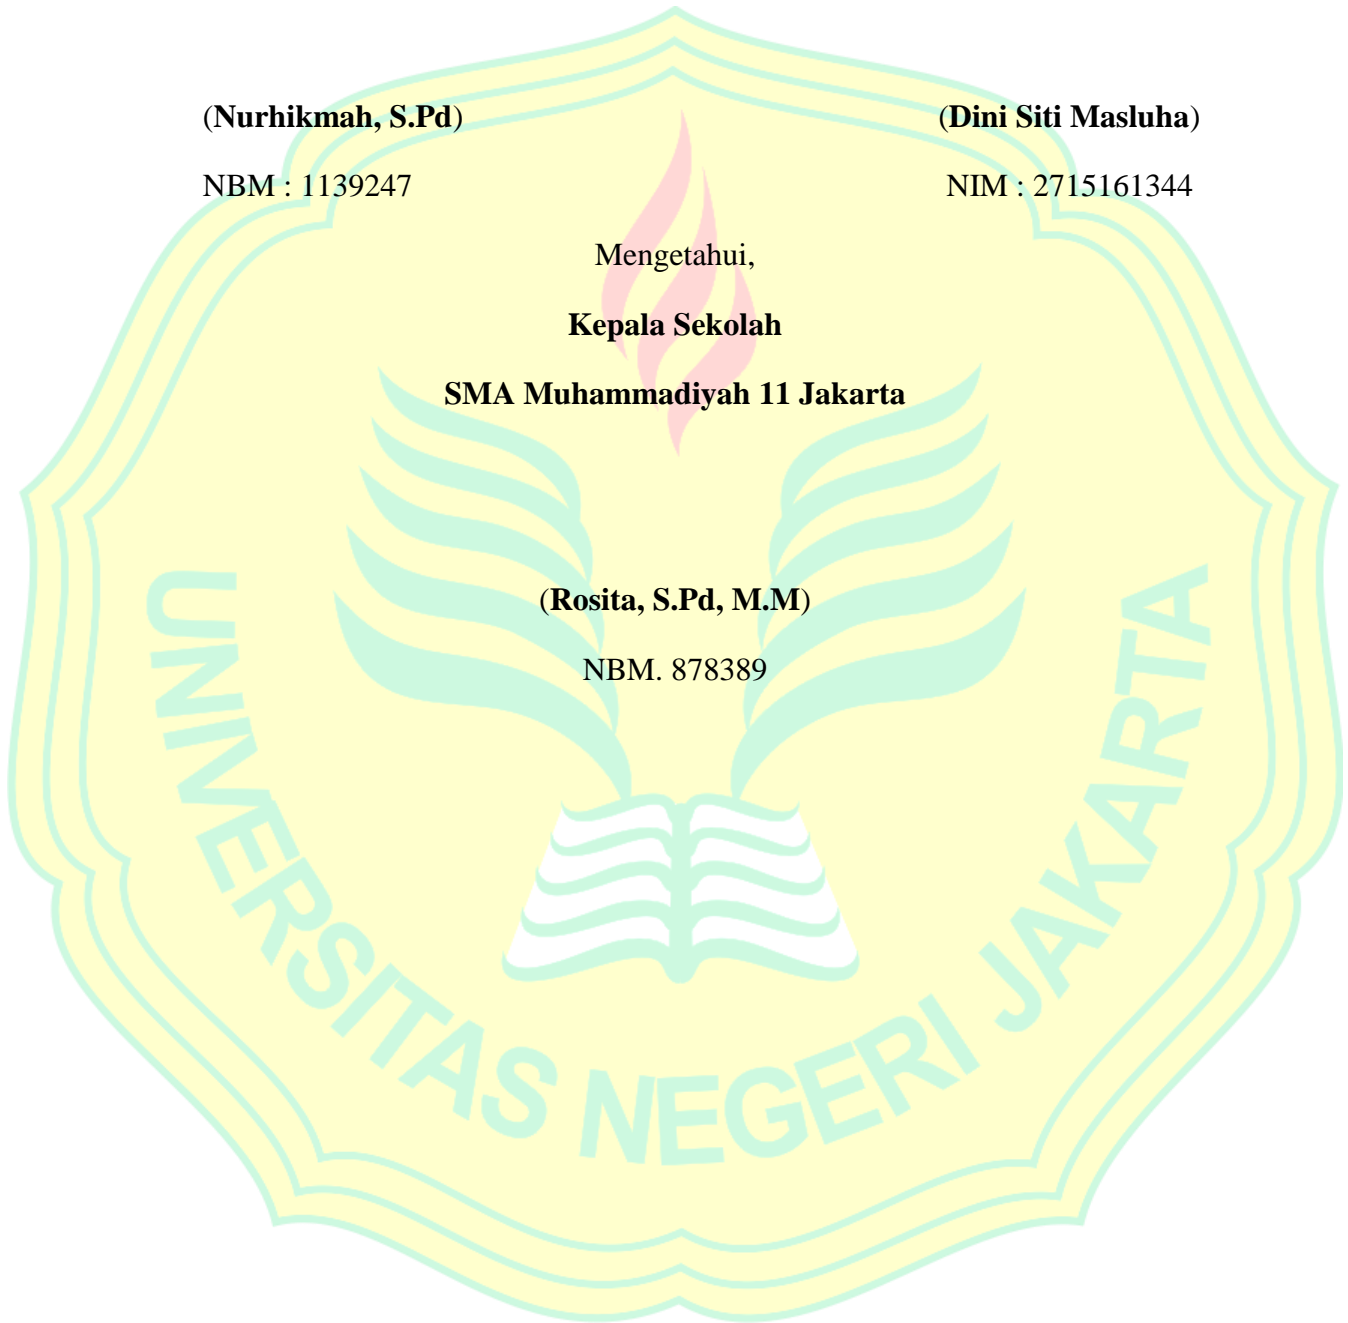 (Nurhikmah, S.Pd) (Dini Siti Masluha)
NBM : 1139247 NIM : 2715161344
Mengetahui,
Kepala Sekolah
SMA Muhammadiyah 11 Jakarta
(Rosita, S.Pd, M.M)
NBM. 878389
UNIVERSITAS NEGERI JAKARTA